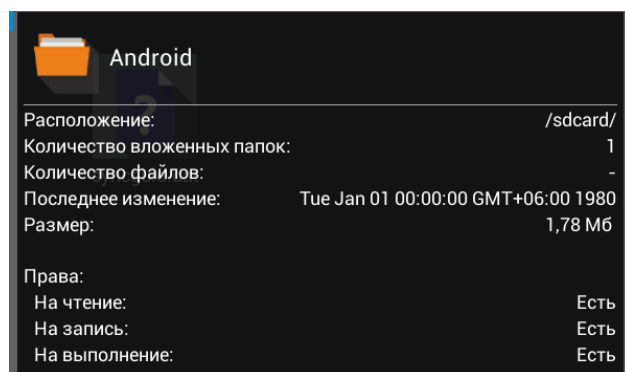 Android
Расположение: /sdcard/
Количество вложенных папок: 1
Количество файлов: -
Последнее изменение: Tue Jan 01 00:00:00 GMT+06:00 1980
Размер: 1,78 Мб
Права:
На чтение: Есть
На запись: Есть
На выполнение: Есть